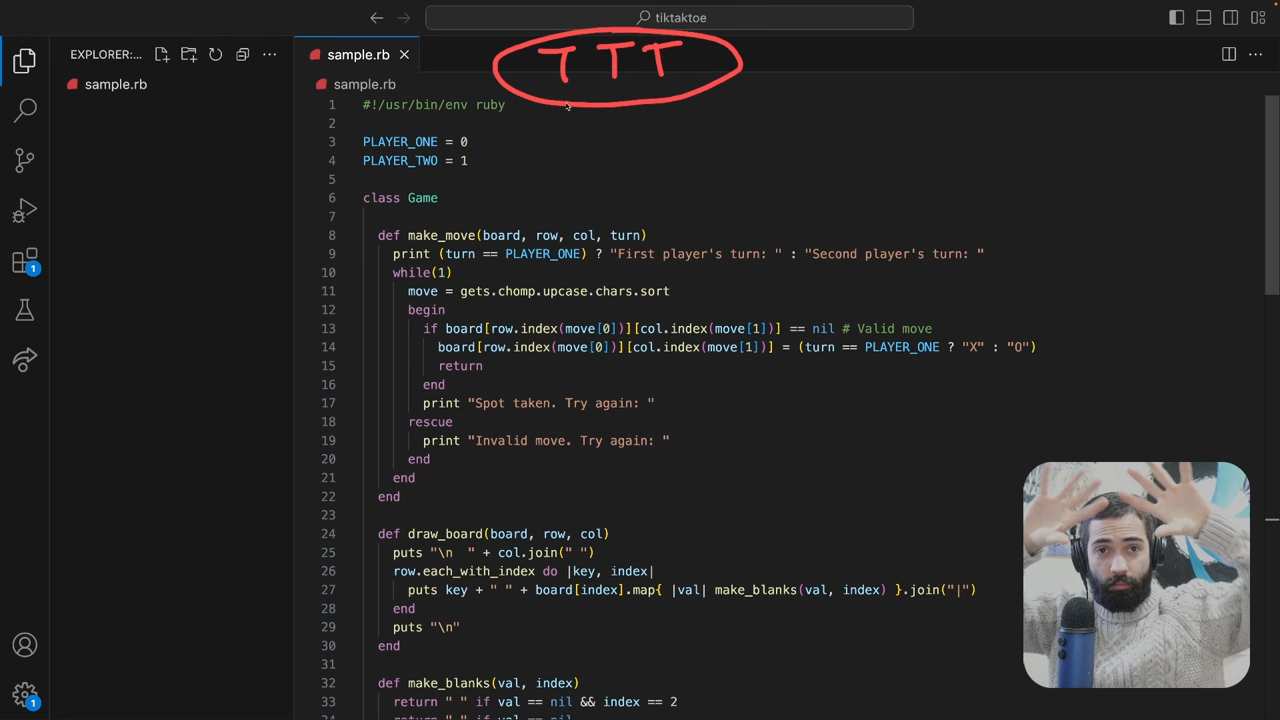 tiktaktoe
EXPLORER:...
sample.rb
sample.rb
T T T
sample.rb
1 #!/usr/bin/env ruby
2
3 PLAYER_ONE = 0
4 PLAYER_TWO = 1
5
6 class Game
7
8 def make_move(board, row, col, turn)
9 print (turn == PLAYER_ONE) ? "First player's turn: " : "Second player's turn: "
10 while(1)
11 move = gets.chomp.upcase.chars.sort
12 begin
13 if board[row.index(move[0])][col.index(move[1])] == nil # Valid move
14 board[row.index(move[0])][col.index(move[1])] = (turn == PLAYER_ONE ? "X" : "O")
15 return
16 end
17 print "Spot taken. Try again: "
18 rescue
19 print "Invalid move. Try again: "
20 end
21 end
22 end
23
24 def draw_board(board, row, col)
25 puts "\n  " + col.join(" ")
26 row.each_with_index do |key, index|
27 puts key + " " + board[index].map{ |val| make_blanks(val, index) }.join("|")
28 end
29 puts "\n"
30 end
31
32 def make_blanks(val, index)
33 return " " if val == nil && index == 2
return "_" if val == nil
1
1